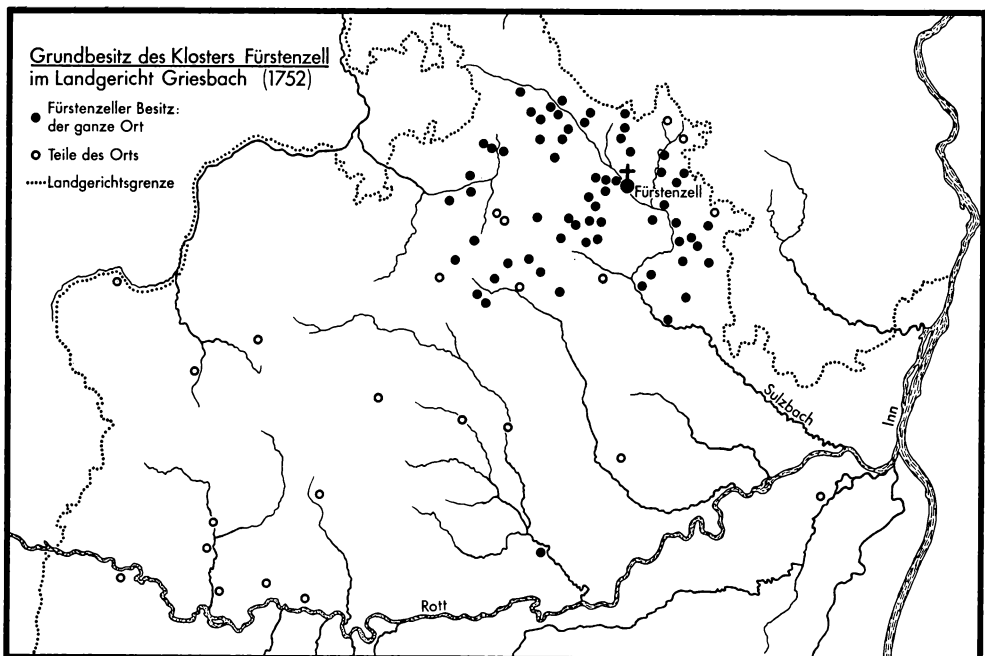 Grundbesitz des Klosters Fürstenzell
im Landgericht Griesbach (1752)
Fürstenzeller Besitz:
der ganze Ort
Teile des Orts
Landgerichtsgrenze
Fürstenzell
Sulzbach
Inn
Rott